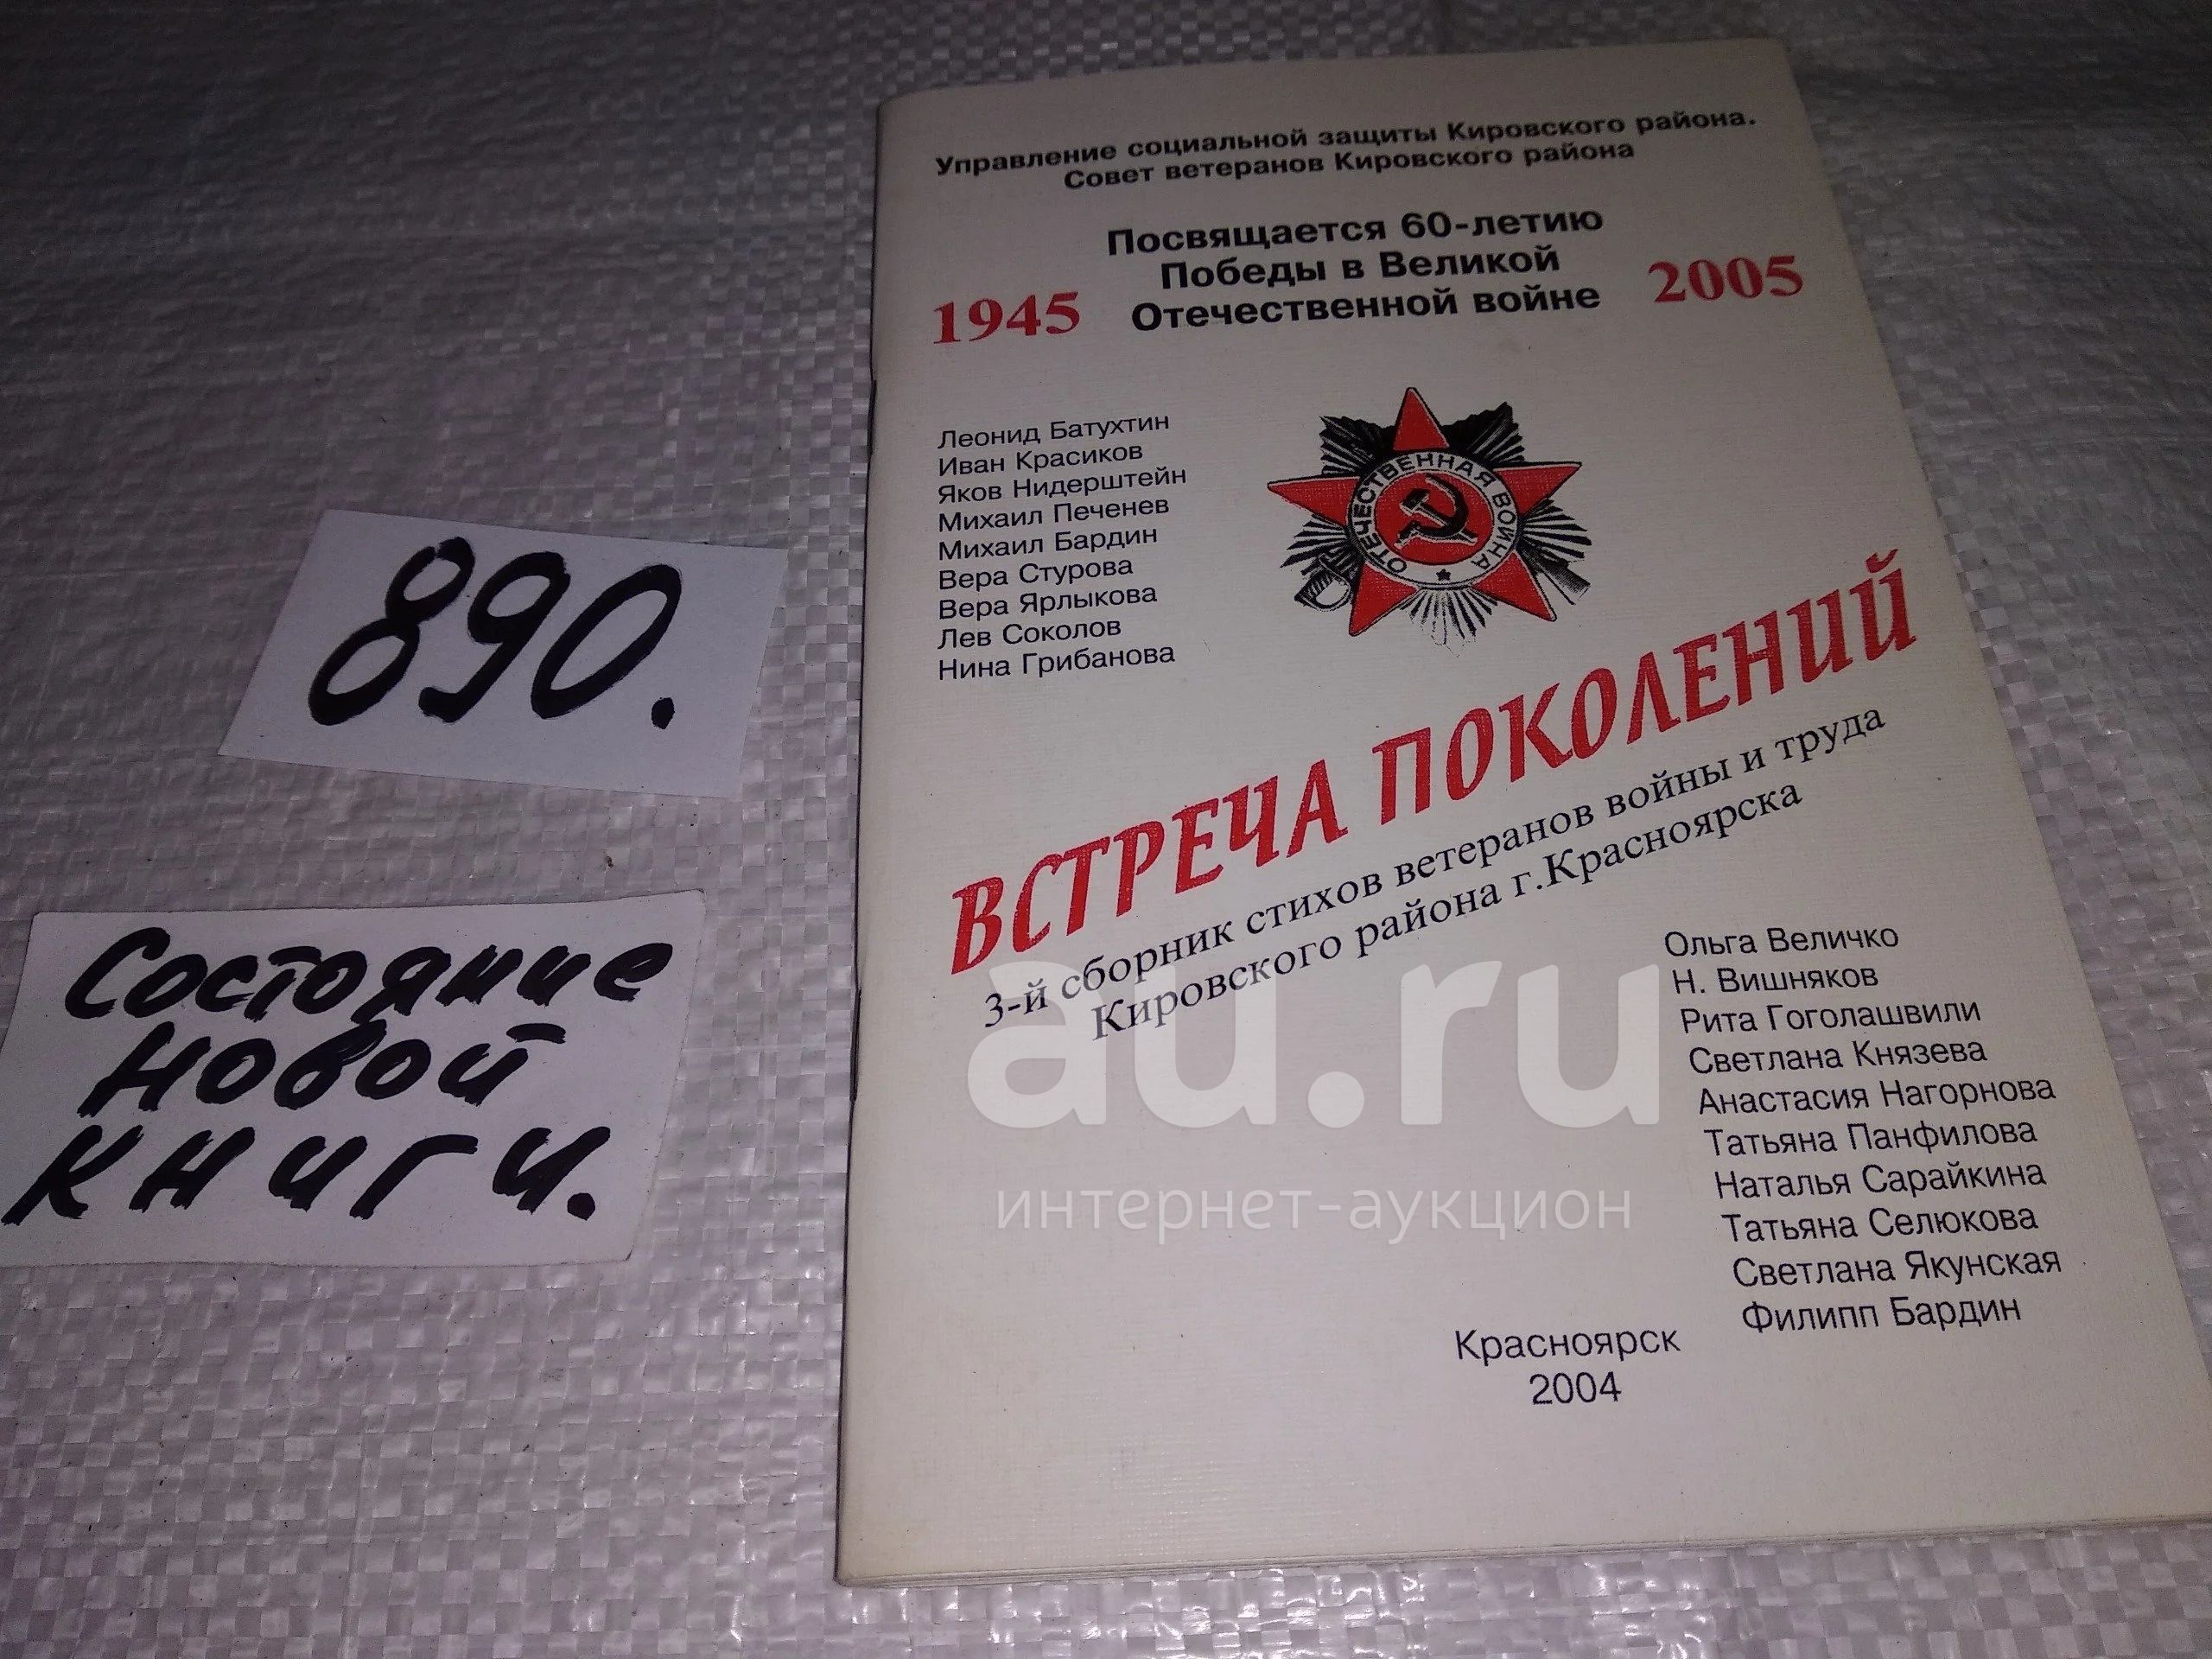 Управление социальной защиты Кировского района.
Совет ветеранов Кировского района
Посвящается 60-летию
Победы в Великой
Отечественной войне
1945
2005
Леонид Батухтин
Иван Красиков
Яков Нидерштейн
Михаил Печенев
Михаил Бардин
Вера Стурова
Вера Ярлыкова
Лев Соколов
Нина Грибанова
ОТЕЧЕСТВЕННАЯ ВОЙНА
ВСТРЕЧА ПОКОЛЕНИЙ
3-й сборник стихов ветеранов войны и труда
Кировского района г.Красноярска
Ольга Величко
Н. Вишняков
Рита Гоголашвили
Светлана Князева
Анастасия Нагорнова
Татьяна Панфилова
Наталья Сарайкина
Татьяна Селюкова
Светлана Якунская
Филипп Бардин
Красноярск
2004
890.
Состояние
новой
книги.
au.ru
интернет-аукцион